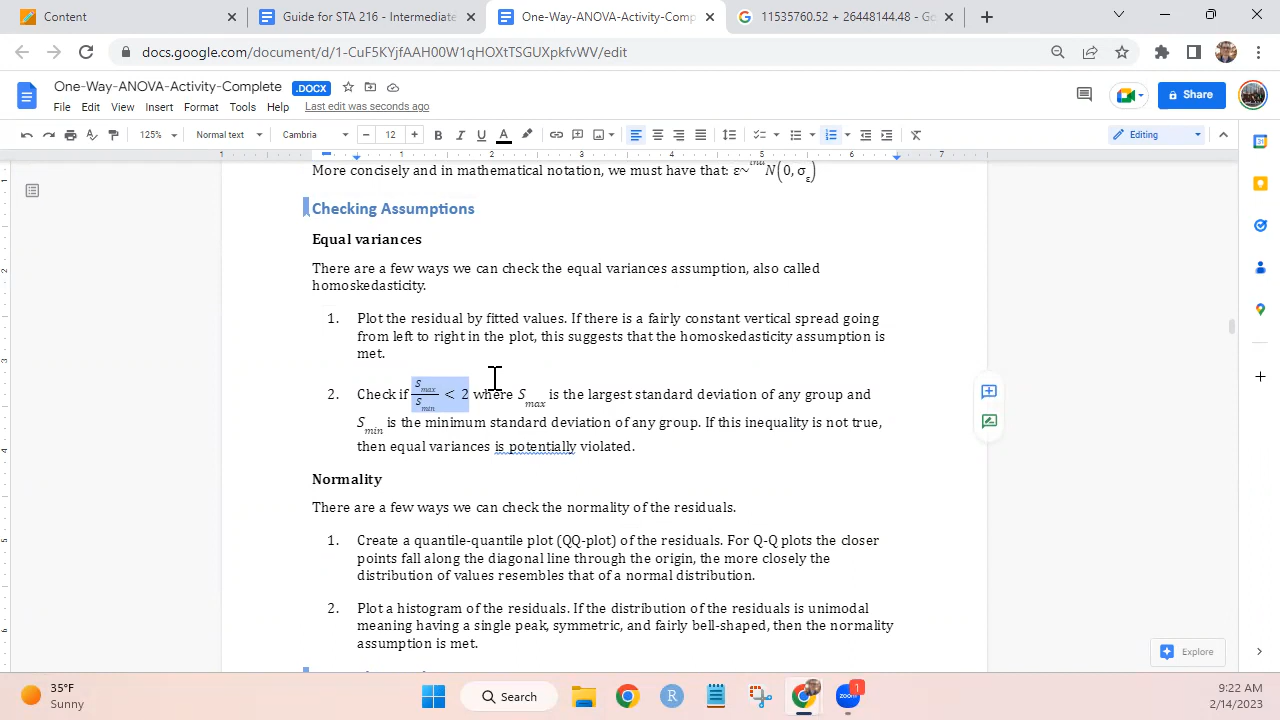 Content
Guide for STA 216 - Intermediate
One-Way-ANOVA-Activity-Comp
11535760.52 + 26448144.48 - Go
docs.google.com/document/d/1-CuF5KYjfAAH00W1qHOXtTSGUXpkfvWV/edit
One-Way-ANOVA-Activity-Complete .DOCX
File Edit View Insert Format Tools Help Last edit was seconds ago
Share
125% Normal text Cambria 12 Editing
More concisely and in mathematical notation, we must have that: ε~ N(0, σε)
Checking Assumptions
Equal variances
There are a few ways we can check the equal variances assumption, also called
homoskedasticity.
1. Plot the residual by fitted values. If there is a fairly constant vertical spread going
from left to right in the plot, this suggests that the homoskedasticity assumption is
met.
2. Check if Smax/Smin < 2 where Smax is the largest standard deviation of any group and
Smin is the minimum standard deviation of any group. If this inequality is not true,
then equal variances is potentially violated.
Normality
There are a few ways we can check the normality of the residuals.
1. Create a quantile-quantile plot (QQ-plot) of the residuals. For Q-Q plots the closer
points fall along the diagonal line through the origin, the more closely the
distribution of values resembles that of a normal distribution.
2. Plot a histogram of the residuals. If the distribution of the residuals is unimodal
meaning having a single peak, symmetric, and fairly bell-shaped, then the normality
assumption is met.
Explore
35°F
Sunny
Search
zoom
1
9:22 AM
2/14/2023